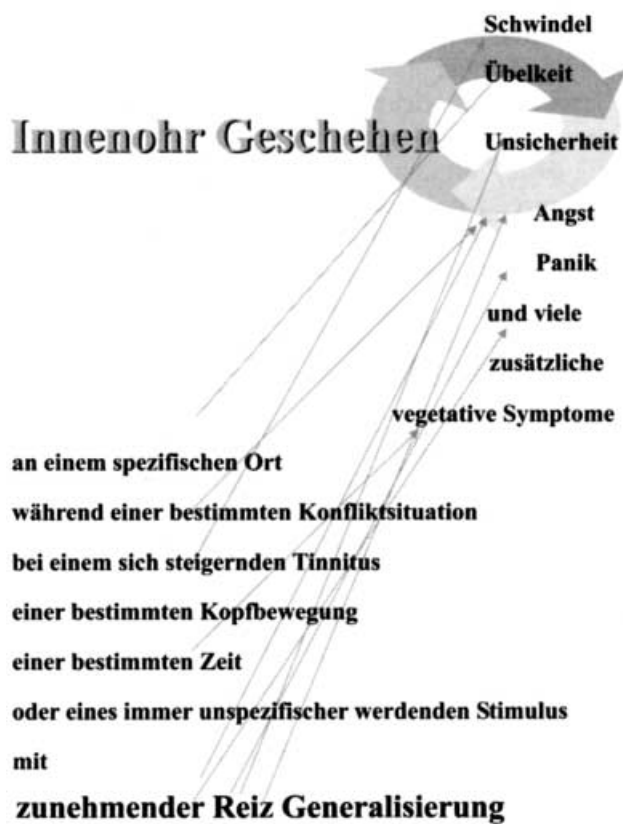 Schwindel
Übelkeit
Innenohr Geschehen
Unsicherheit
Angst
Panik
und viele
zusätzliche
vegetative Symptome
an einem spezifischen Ort
während einer bestimmten Konfliktsituation
bei einem sich steigernden Tinnitus
einer bestimmten Kopfbewegung
einer bestimmten Zeit
oder eines immer unspezifischer werdenden Stimulus
mit
zunehmender Reiz Generalisierung